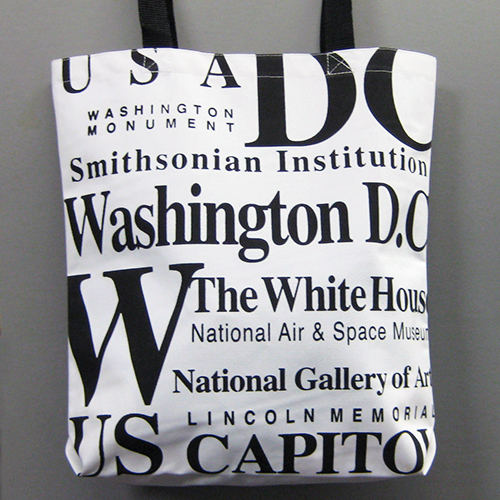 USA
DC
WASHINGTON
MONUMENT
Smithsonian Institution
Washington D.C
W
The White House
National Air & Space Museum
National Gallery of Art
LINCOLN MEMORIAL
US CAPITOL